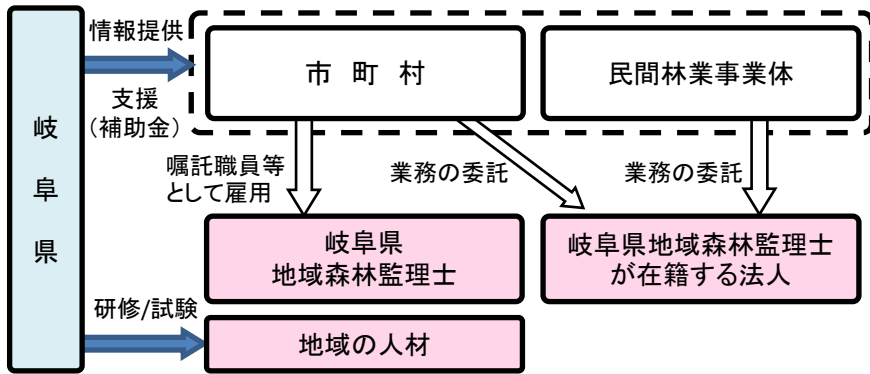 岐
阜
県
情報提供
支援
（補助金）
市　町　村
民間林業事業体
嘱託職員等
として雇用
業務の委託
業務の委託
岐阜県
地域森林監理士
岐阜県地域森林監理士
が在籍する法人
研修/試験
地域の人材